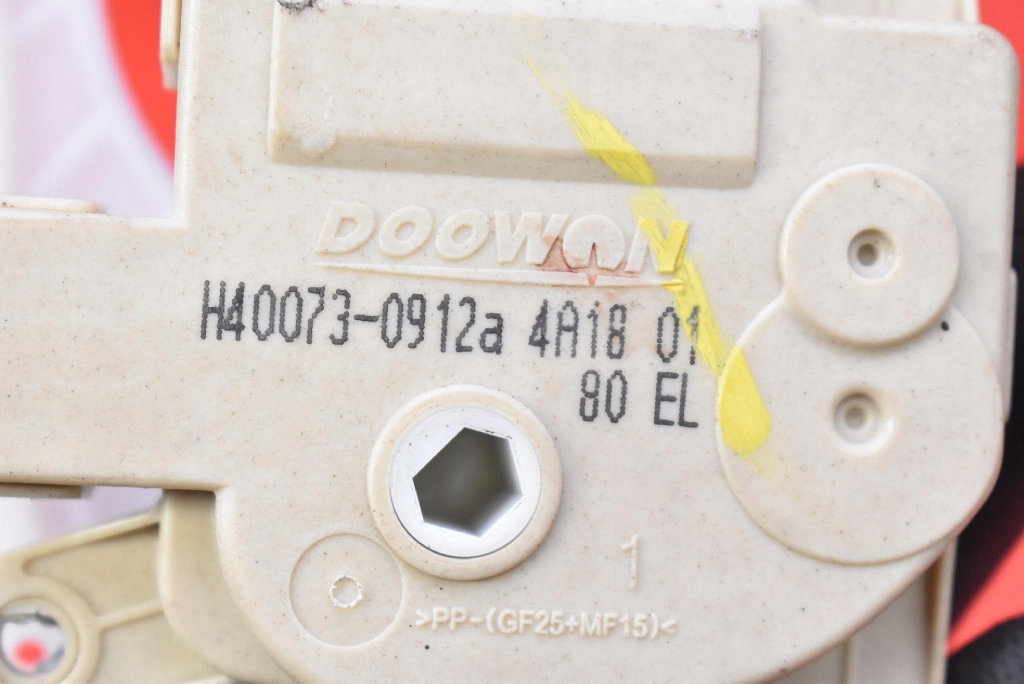 DOOWON
H40073-0912a 4A18 01
80 EL
1
>PP-(GF25+MF15)<